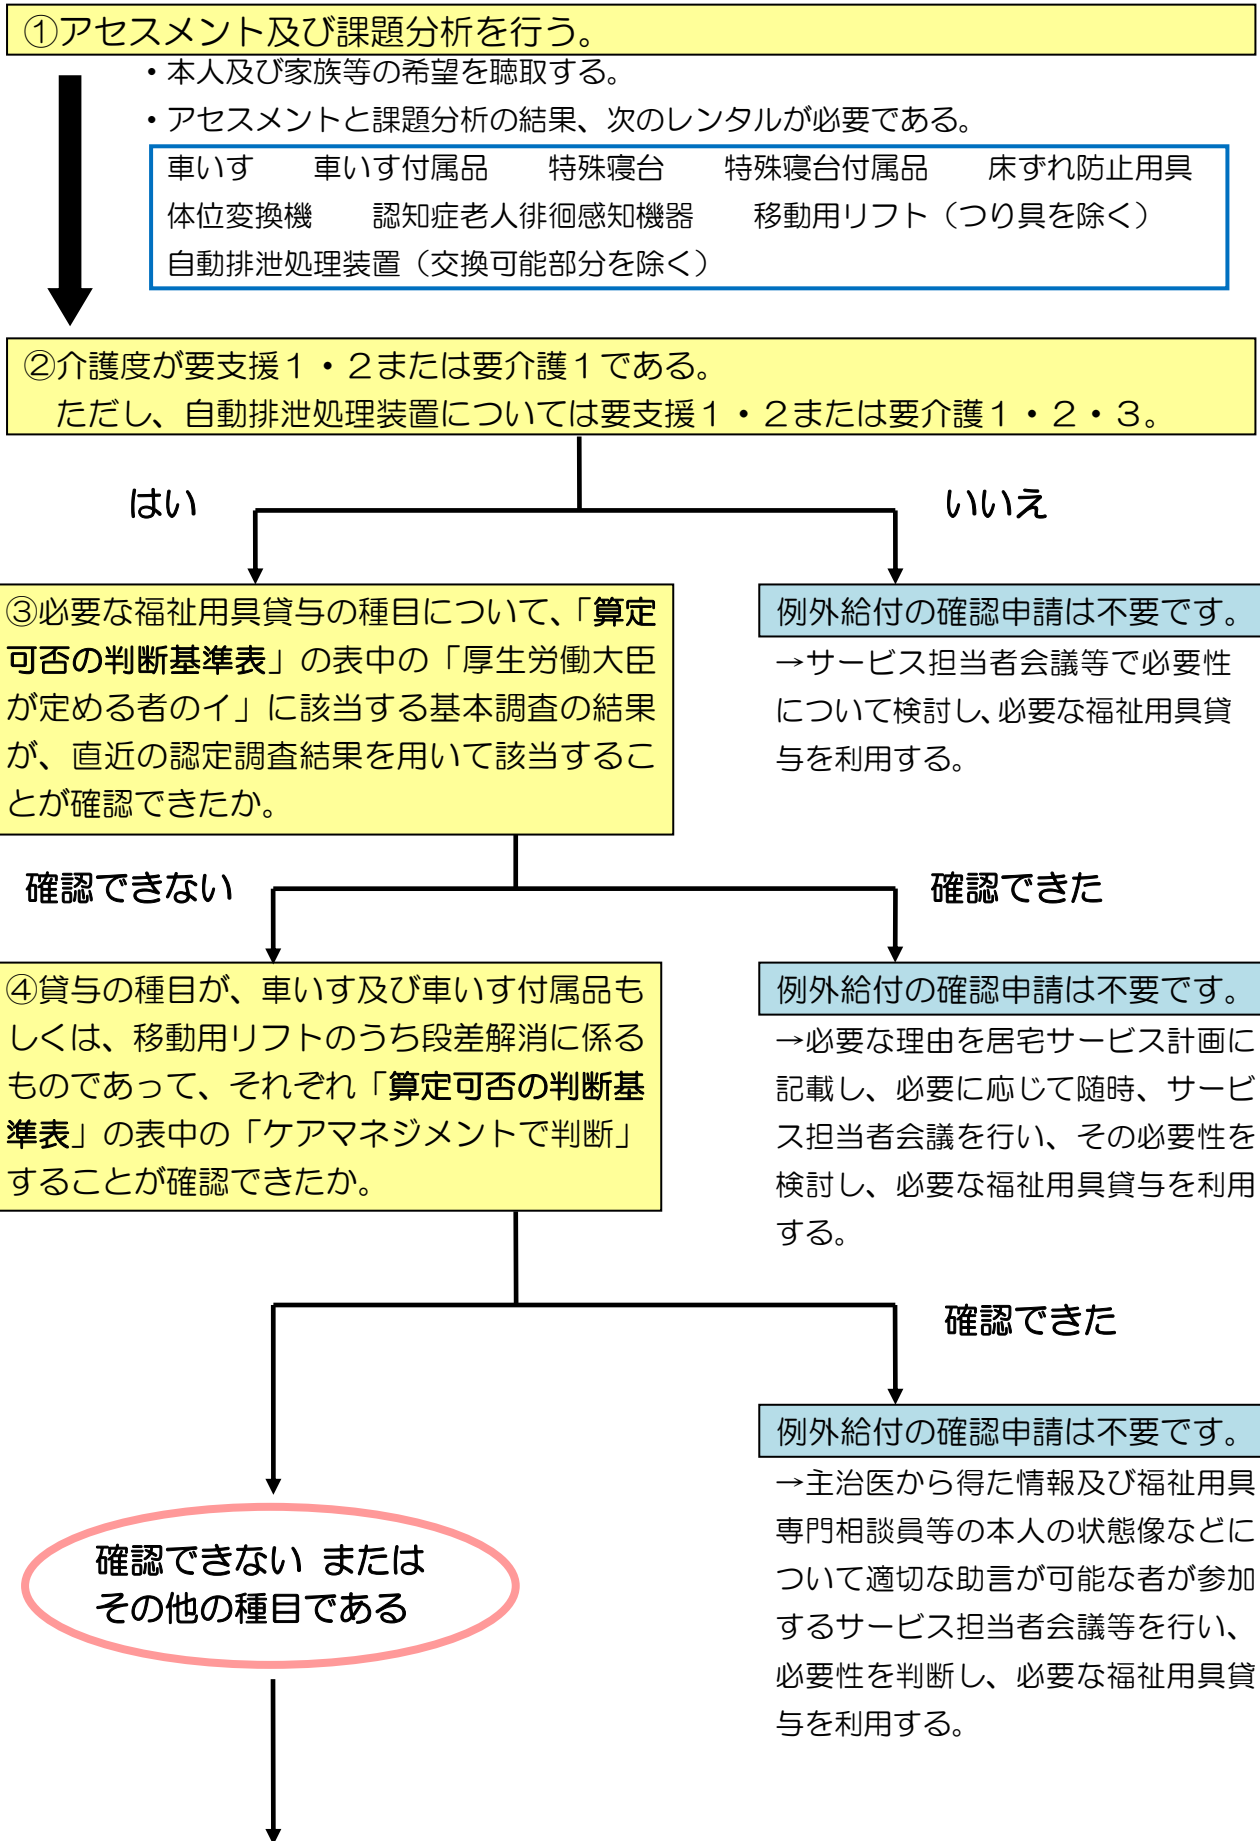 ①アセスメント及び課題分析を行う。
・本人及び家族等の希望を聴取する。
・アセスメントと課題分析の結果、次のレンタルが必要である。
車いす　車いす付属品　特殊寝台　特殊寝台付属品　床ずれ防止用具
体位変換機　認知症老人徘徊感知機器　移動用リフト（つり具を除く）
自動排泄処理装置（交換可能部分を除く）
②介護度が要支援１・２または要介護１である。
ただし、自動排泄処理装置については要支援１・２または要介護１・２・３。
はい
いいえ
③必要な福祉用具貸与の種目について、「算定
可否の判断基準表」の表中の「厚生労働大臣
が定める者のイ」に該当する基本調査の結果
が、直近の認定調査結果を用いて該当するこ
とが確認できたか。
例外給付の確認申請は不要です。
→サービス担当者会議等で必要性
について検討し、必要な福祉用具貸
与を利用する。
確認できない
確認できた
④貸与の種目が、車いす及び車いす付属品も
しくは、移動用リフトのうち段差解消に係る
ものであって、それぞれ「算定可否の判断基
準表」の表中の「ケアマネジメントで判断」
することが確認できたか。
例外給付の確認申請は不要です。
→必要な理由を居宅サービス計画に
記載し、必要に応じて随時、サービ
ス担当者会議を行い、その必要性を
検討し、必要な福祉用具貸与を利用
する。
確認できた
確認できない または
その他の種目である
例外給付の確認申請は不要です。
→主治医から得た情報及び福祉用具
専門相談員等の本人の状態像などに
ついて適切な助言が可能な者が参加
するサービス担当者会議等を行い、
必要性を判断し、必要な福祉用具貸
与を利用する。